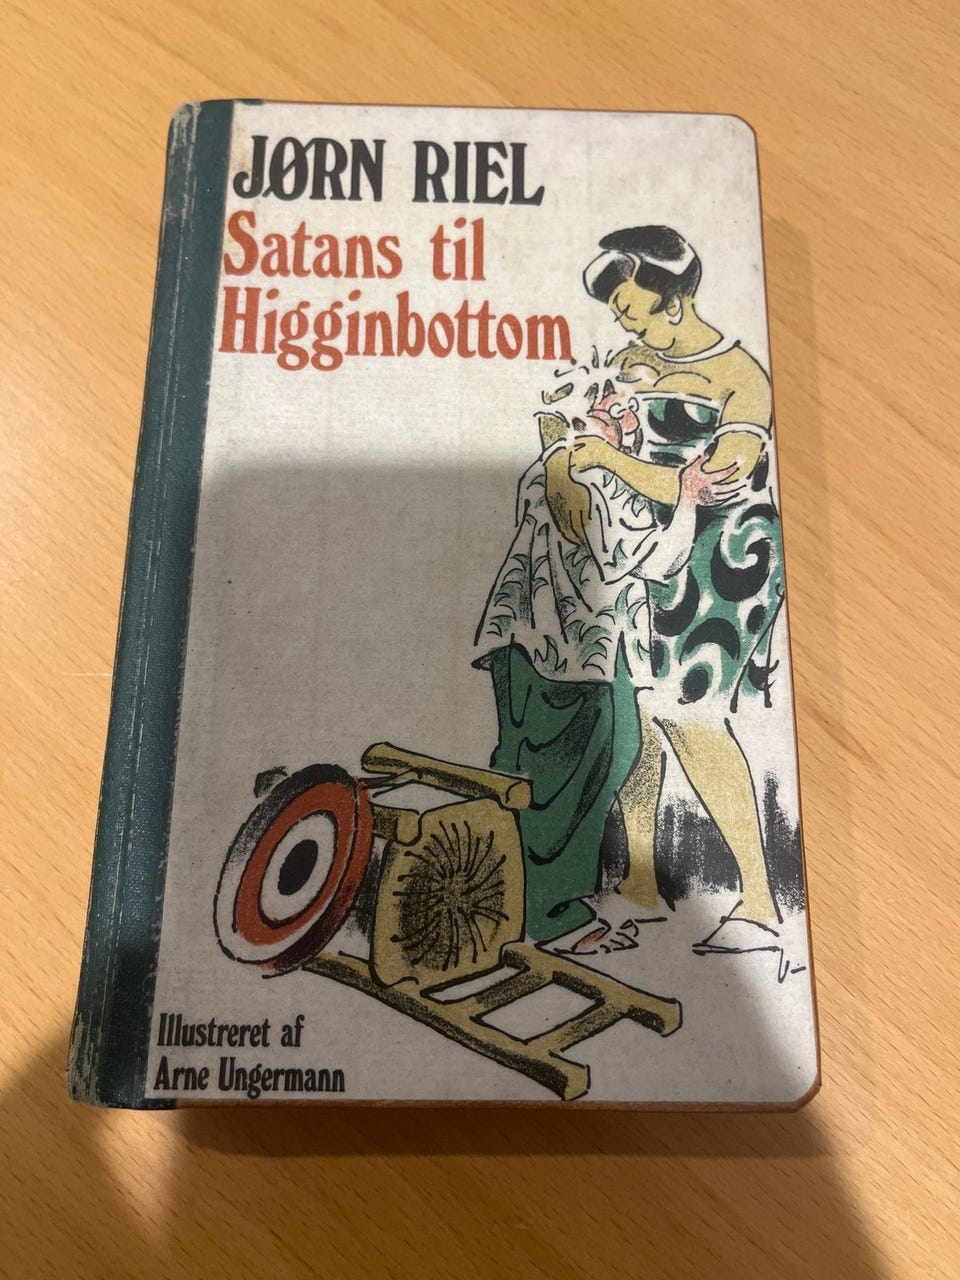 JØRN RIEL
Satans til
Higginbottom
Illustreret af
Arne Ungermann